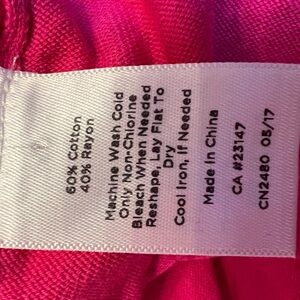 60% Cotton
40% Rayon
Machine Wash Cold
Only Non-Chlorine
Bleach When Needed
Reshape, Lay Flat To
Dry
Cool Iron, If Needed
Made In China
CA #23147
CN2480 05/17